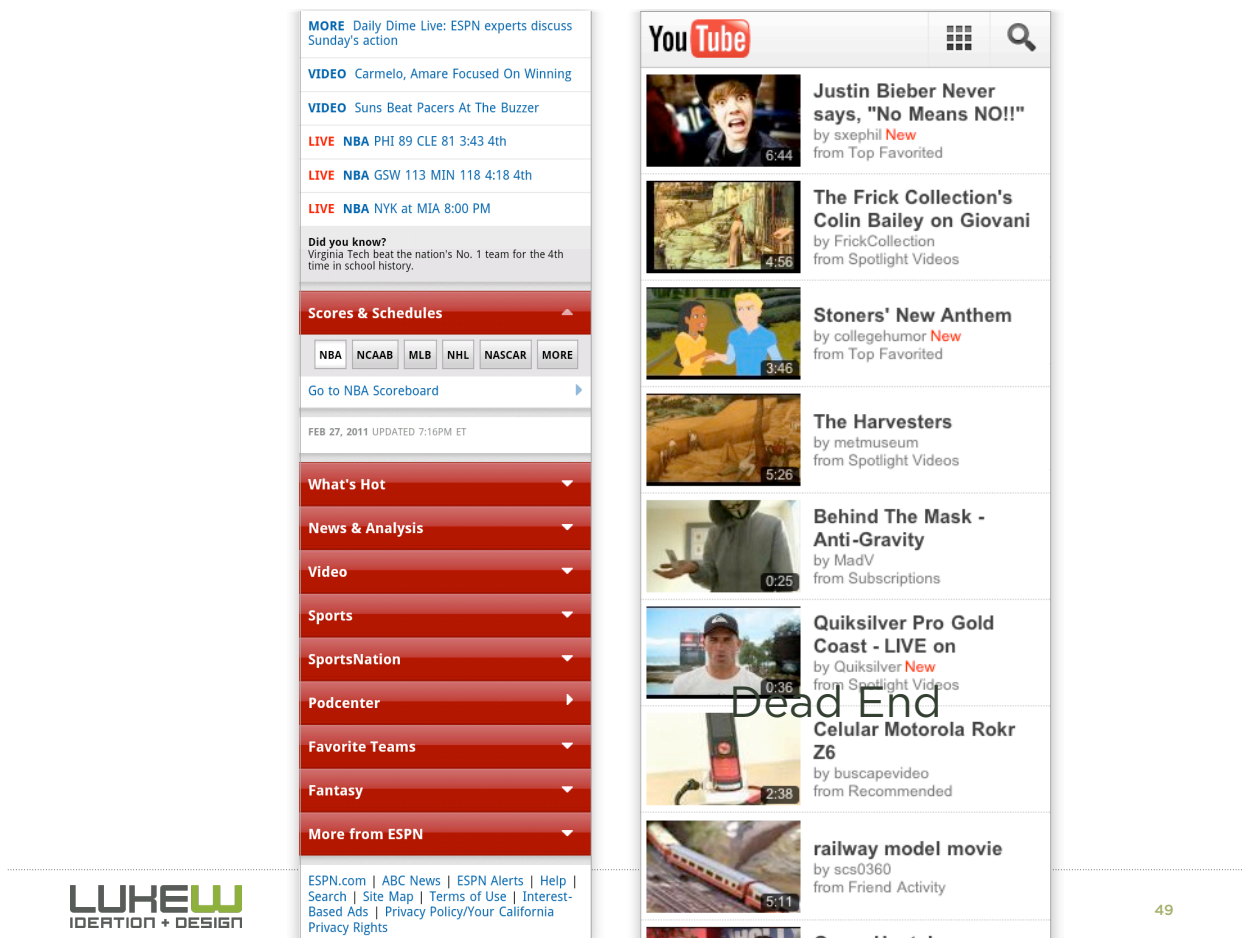 MORE Daily Dime Live: ESPN experts discuss
Sunday's action
VIDEO Carmelo, Amare Focused On Winning
VIDEO Suns Beat Pacers At The Buzzer
LIVE NBA PHI 89 CLE 81 3:43 4th
LIVE NBA GSW 113 MIN 118 4:18 4th
LIVE NBA NYK at MIA 8:00 PM
Did you know?
Virginia Tech beat the nation's No. 1 team for the 4th
time in school history.
Scores & Schedules
NBA NCAAB MLB NHL NASCAR MORE
Go to NBA Scoreboard
FEB 27, 2011 UPDATED 7:16PM ET
What's Hot
News & Analysis
Video
Sports
SportsNation
Podcenter
Favorite Teams
Fantasy
More from ESPN
ESPN.com | ABC News | ESPN Alerts | Help |
Search | Site Map | Terms of Use | Interest-
Based Ads | Privacy Policy/Your California
Privacy Rights
YouTube
Justin Bieber Never
says, "No Means NO!!"
by sxephil New
from Top Favorited
6:44
The Frick Collection's
Colin Bailey on Giovani
by FrickCollection
from Spotlight Videos
4:56
Stoners' New Anthem
by collegehumor New
from Top Favorited
3:46
The Harvesters
by metmuseum
from Spotlight Videos
5:26
Behind The Mask -
Anti-Gravity
by MadV
from Subscriptions
0:25
Quiksilver Pro Gold
Coast - LIVE on
by Quiksilver New
from Spotlight Videos
0:36
Dead End
Celular Motorola Rokr
Z6
by buscapevideo
from Recommended
2:38
railway model movie
by scs0360
from Friend Activity
5:11
LUKEW
IDEATION + DESIGN
49